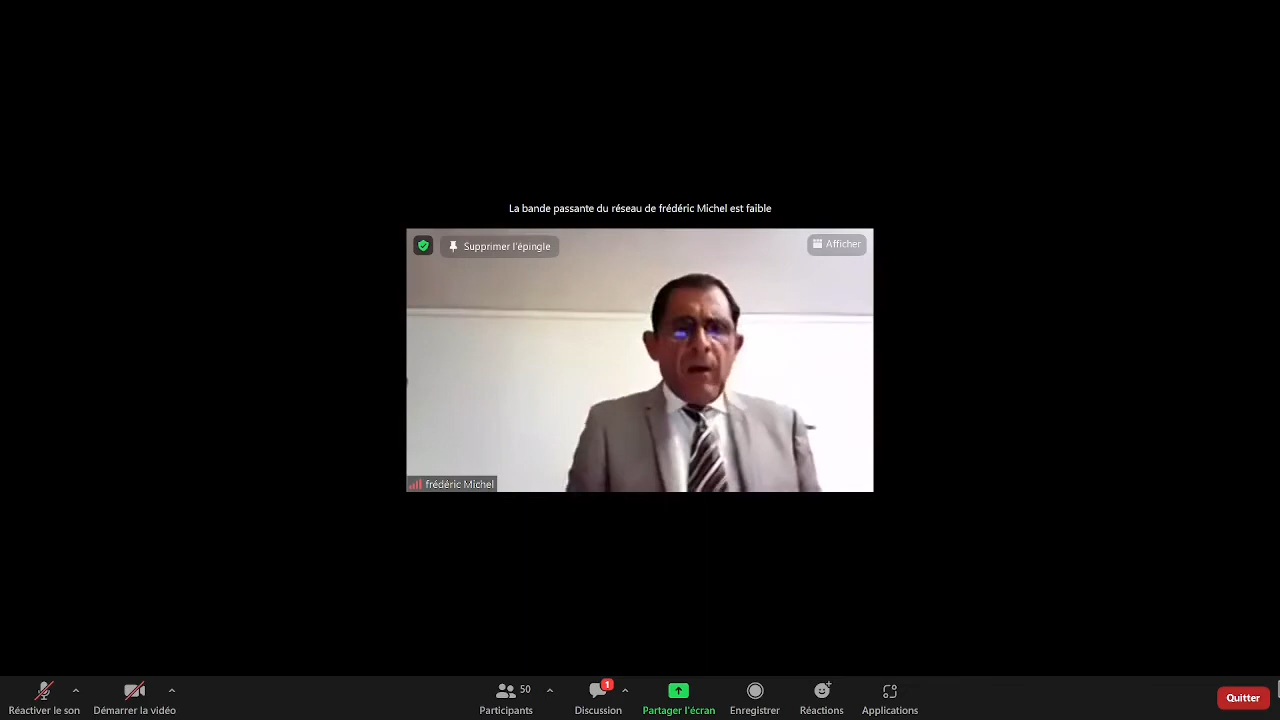 La bande passante du réseau de frédéric Michel est faible
Supprimer l'épingle
Afficher
frédéric Michel
50
1
Réactiver le son
Démarrer la vidéo
Participants
Discussion
Partager l'écran
Enregistrer
Réactions
Applications
Quitter